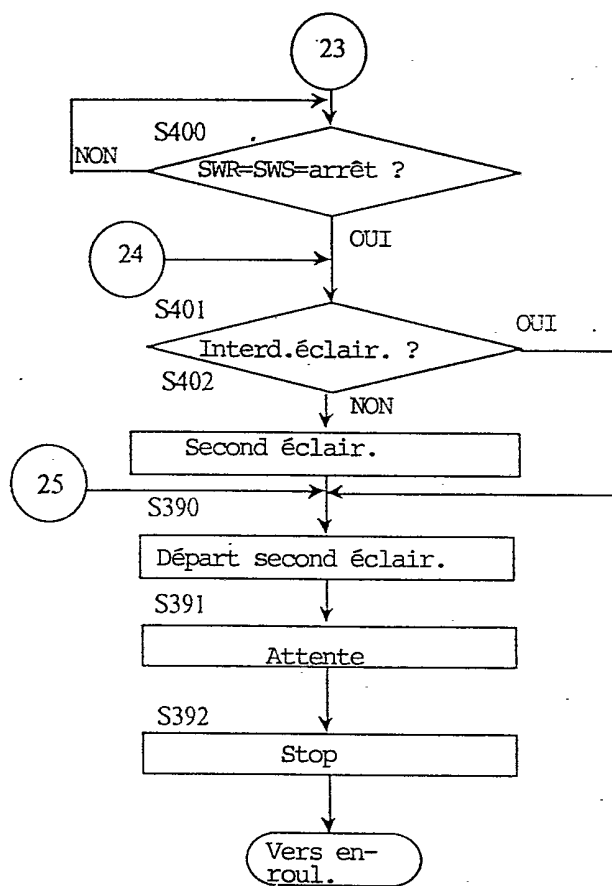 23
S400
NON
SWR=SWS=arrêt ?
OUI
24
S401
OUI
Interd.éclair. ?
S402
NON
Second éclair.
25
S390
Départ second éclair.
S391
Attente
S392
Stop
Vers en-
roul.